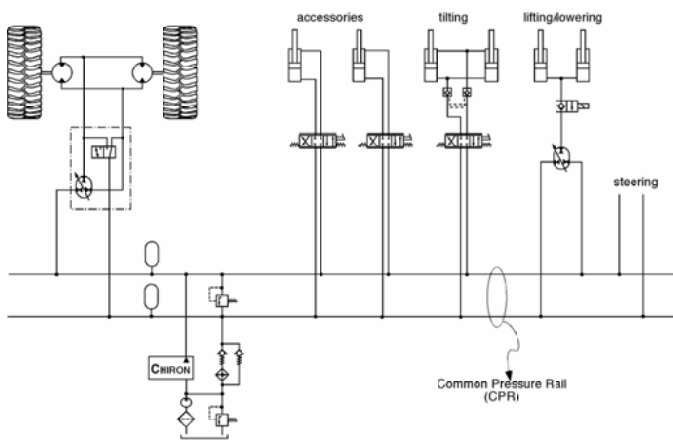 accessories
tilting
lifting/lowering
steering
CHIRON
Common Pressure Rail
(CPR)